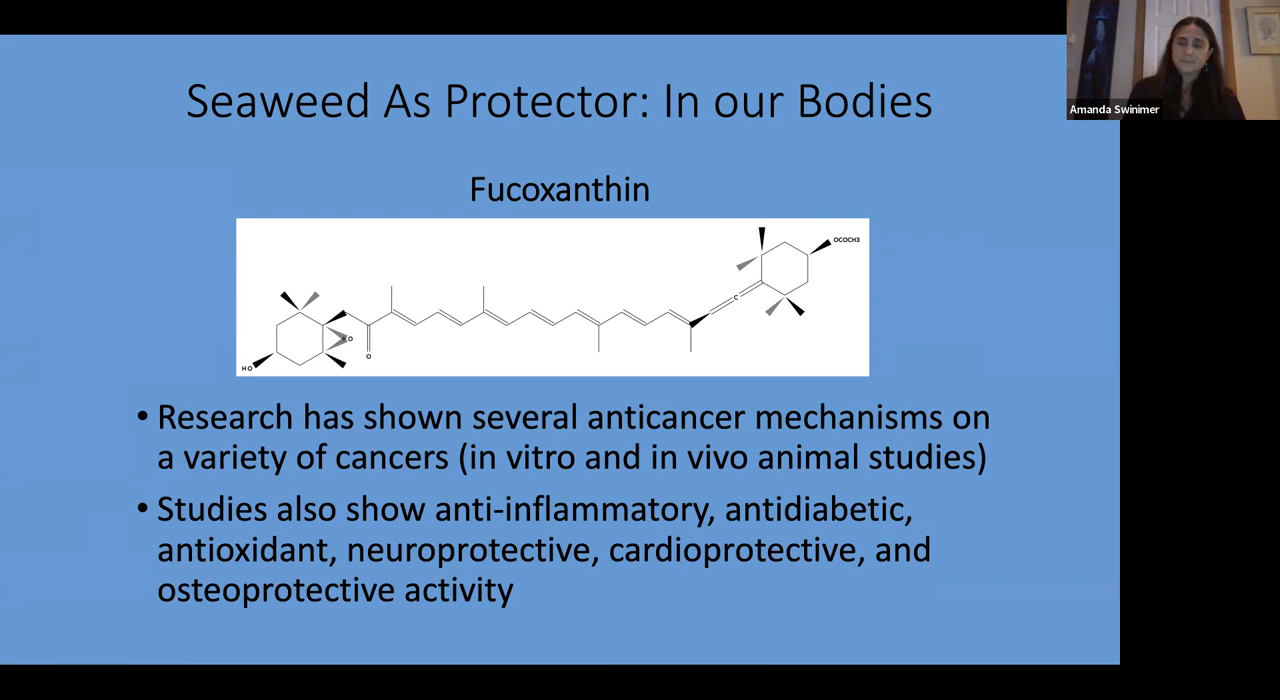 Seaweed As Protector: In our Bodies
Amanda Swinimer
Fucoxanthin
OCOCH3
C
O
O
HO
• Research has shown several anticancer mechanisms on
a variety of cancers (in vitro and in vivo animal studies)
• Studies also show anti-inflammatory, antidiabetic,
antioxidant, neuroprotective, cardioprotective, and
osteoprotective activity